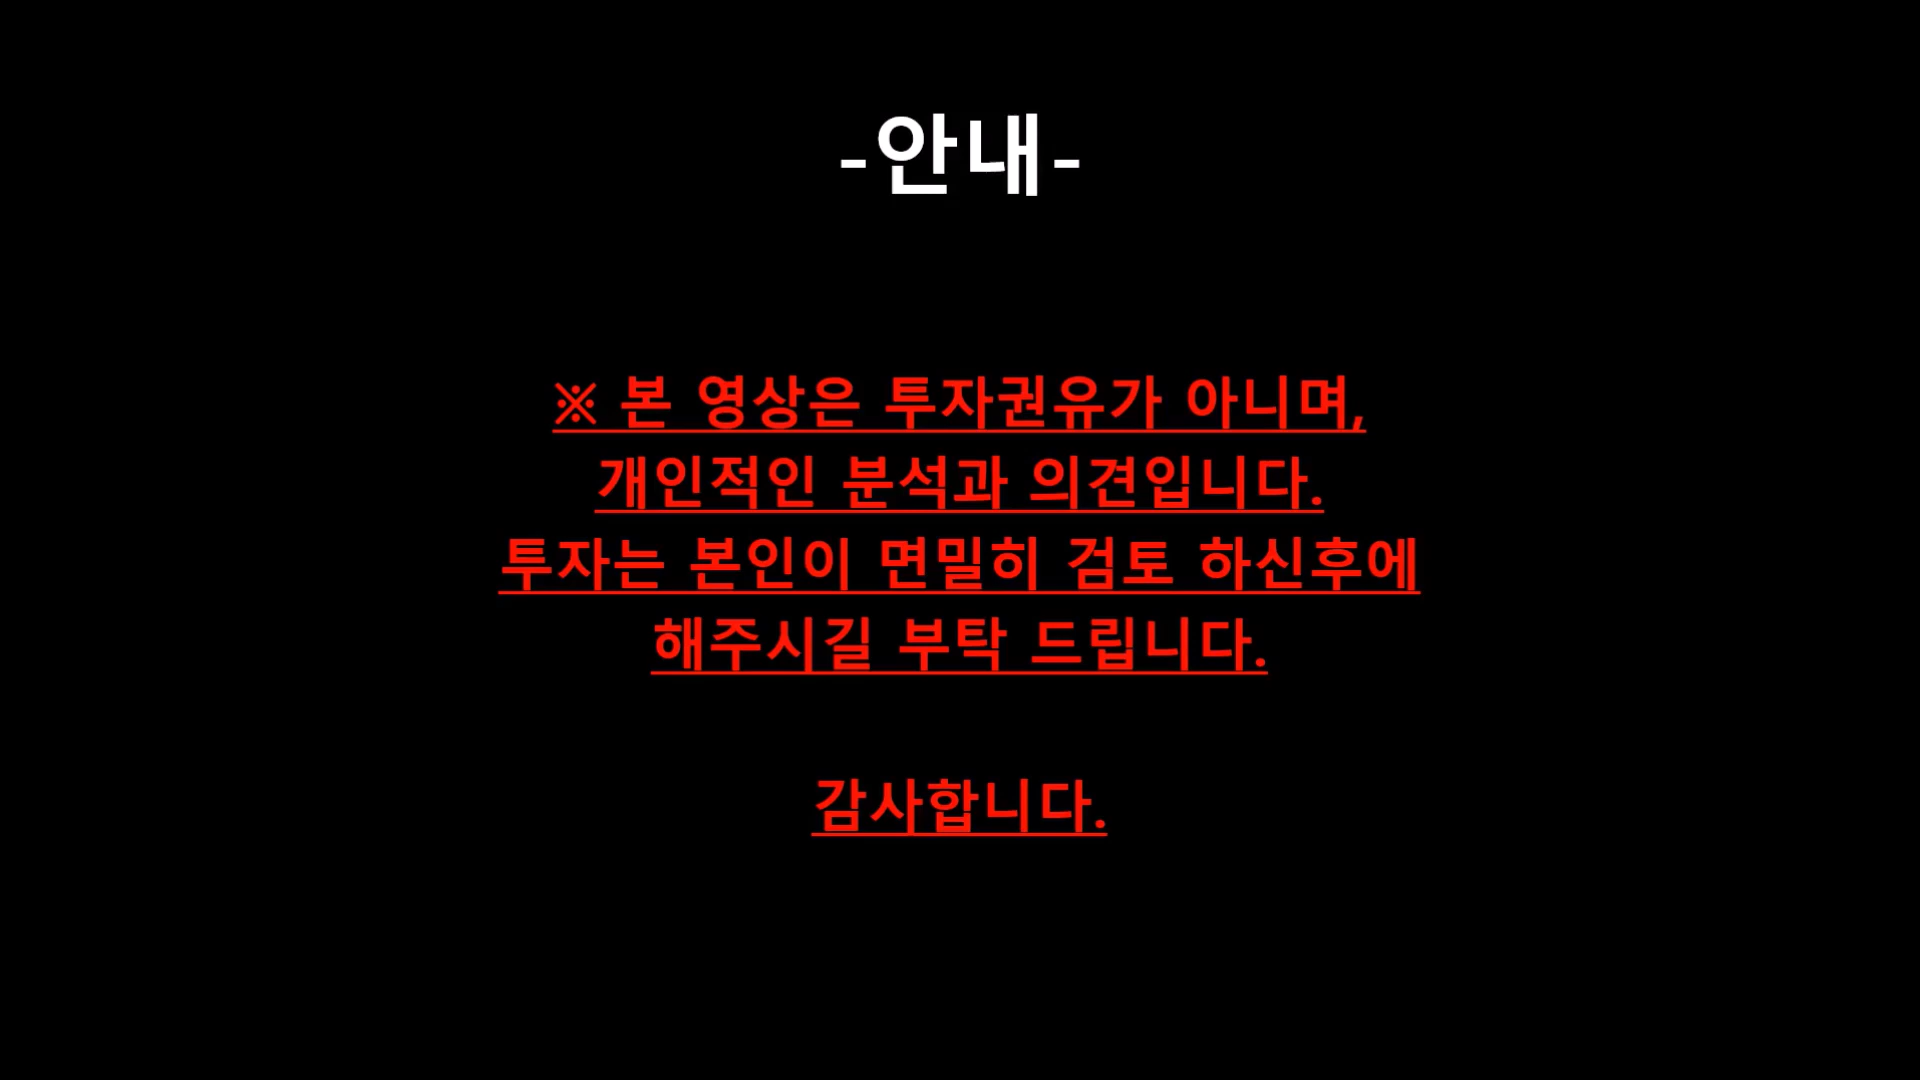 -안내-
※ 본 영상은 투자권유가 아니며,
개인적인 분석과 의견입니다.
투자는 본인이 면밀히 검토 하신후에
해주시길 부탁 드립니다.
감사합니다.